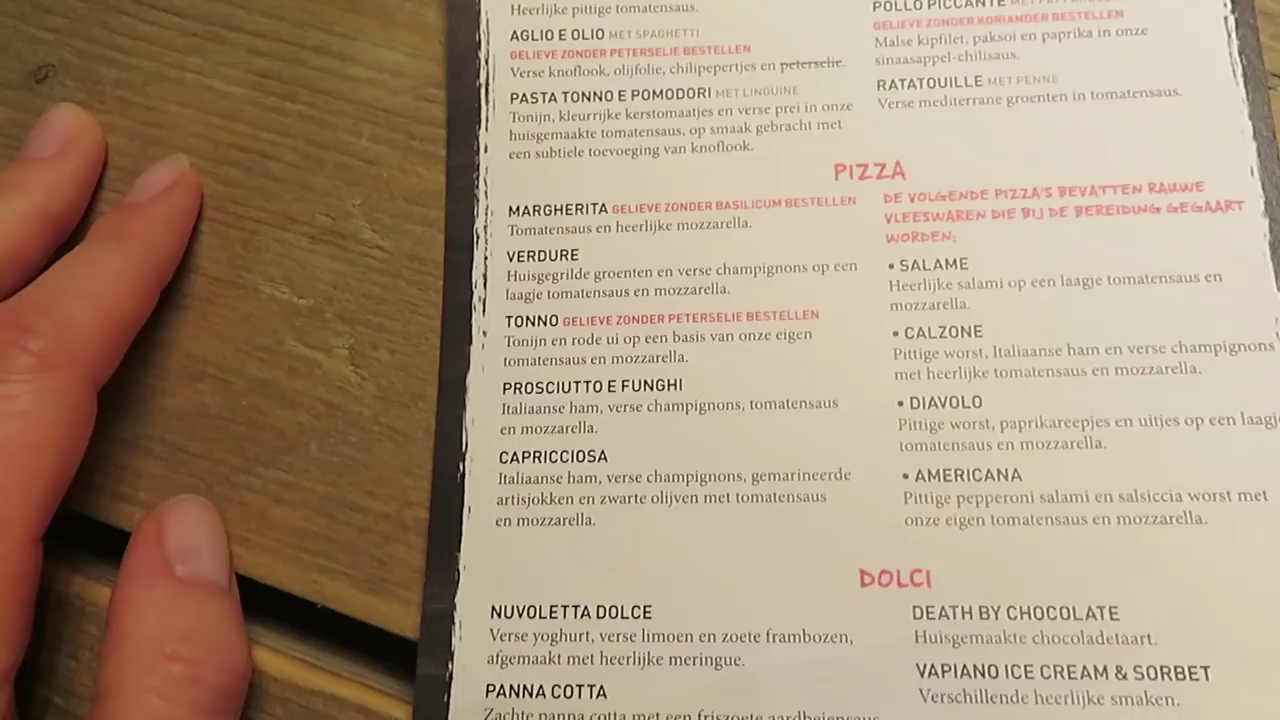 Heerlijke pittige tomatensaus.
AGLIO E OLIO MET SPAGHETTI
GELIEVE ZONDER PETERSELIE BESTELLEN
Verse knoflook, olijfolie, chilipepertjes en peterselie.
PASTA TONNO E POMODORI MET LINGUINE
Tonijn, kleurrijke kerstomaatjes en verse prei in onze
huisgemaakte tomatensaus, op smaak gebracht met
een subtiele toevoeging van knoflook.
POLLO PICCANTE MET
GELIEVE ZONDER KORIANDER BESTELLEN
Malse kipfilet, paksoi en paprika in onze
sinaasappel-chilisaus.
RATATOUILLE MET PENNE
Verse mediterrane groenten in tomatensaus.
PIZZA
MARGHERITA GELIEVE ZONDER BASILICUM BESTELLEN
Tomatensaus en heerlijke mozzarella.
VERDURE
Huisgegrilde groenten en verse champignons op een
laagje tomatensaus en mozzarella.
TONNO GELIEVE ZONDER PETERSELIE BESTELLEN
Tonijn en rode ui op een basis van onze eigen
tomatensaus en mozzarella.
PROSCIUTTO E FUNGHI
Italiaanse ham, verse champignons, tomatensaus
en mozzarella.
CAPRICCIOSA
Italiaanse ham, verse champignons, gemarineerde
artisjokken en zwarte olijven met tomatensaus
en mozzarella.
DE VOLGENDE PIZZA'S BEVATTEN RAUWE
VLEESWAREN DIE BIJ DE BEREIDING GEGAART
WORDEN:
• SALAME
Heerlijke salami op een laagje tomatensaus en
mozzarella.
• CALZONE
Pittige worst, Italiaanse ham en verse champignons
met heerlijke tomatensaus en mozzarella.
• DIAVOLO
Pittige worst, paprikareepjes en uitjes op een laagje
tomatensaus en mozzarella.
• AMERICANA
Pittige pepperoni salami en salsiccia worst met
onze eigen tomatensaus en mozzarella.
DOLCI
NUVOLETTA DOLCE
Verse yoghurt, verse limoen en zoete frambozen,
afgemaakt met heerlijke meringue.
PANNA COTTA
Zachte panna cotta met een friszoete aardbeiensaus
DEATH BY CHOCOLATE
Huisgemaakte chocoladetaart.
VAPIANO ICE CREAM & SORBET
Verschillende heerlijke smaken.